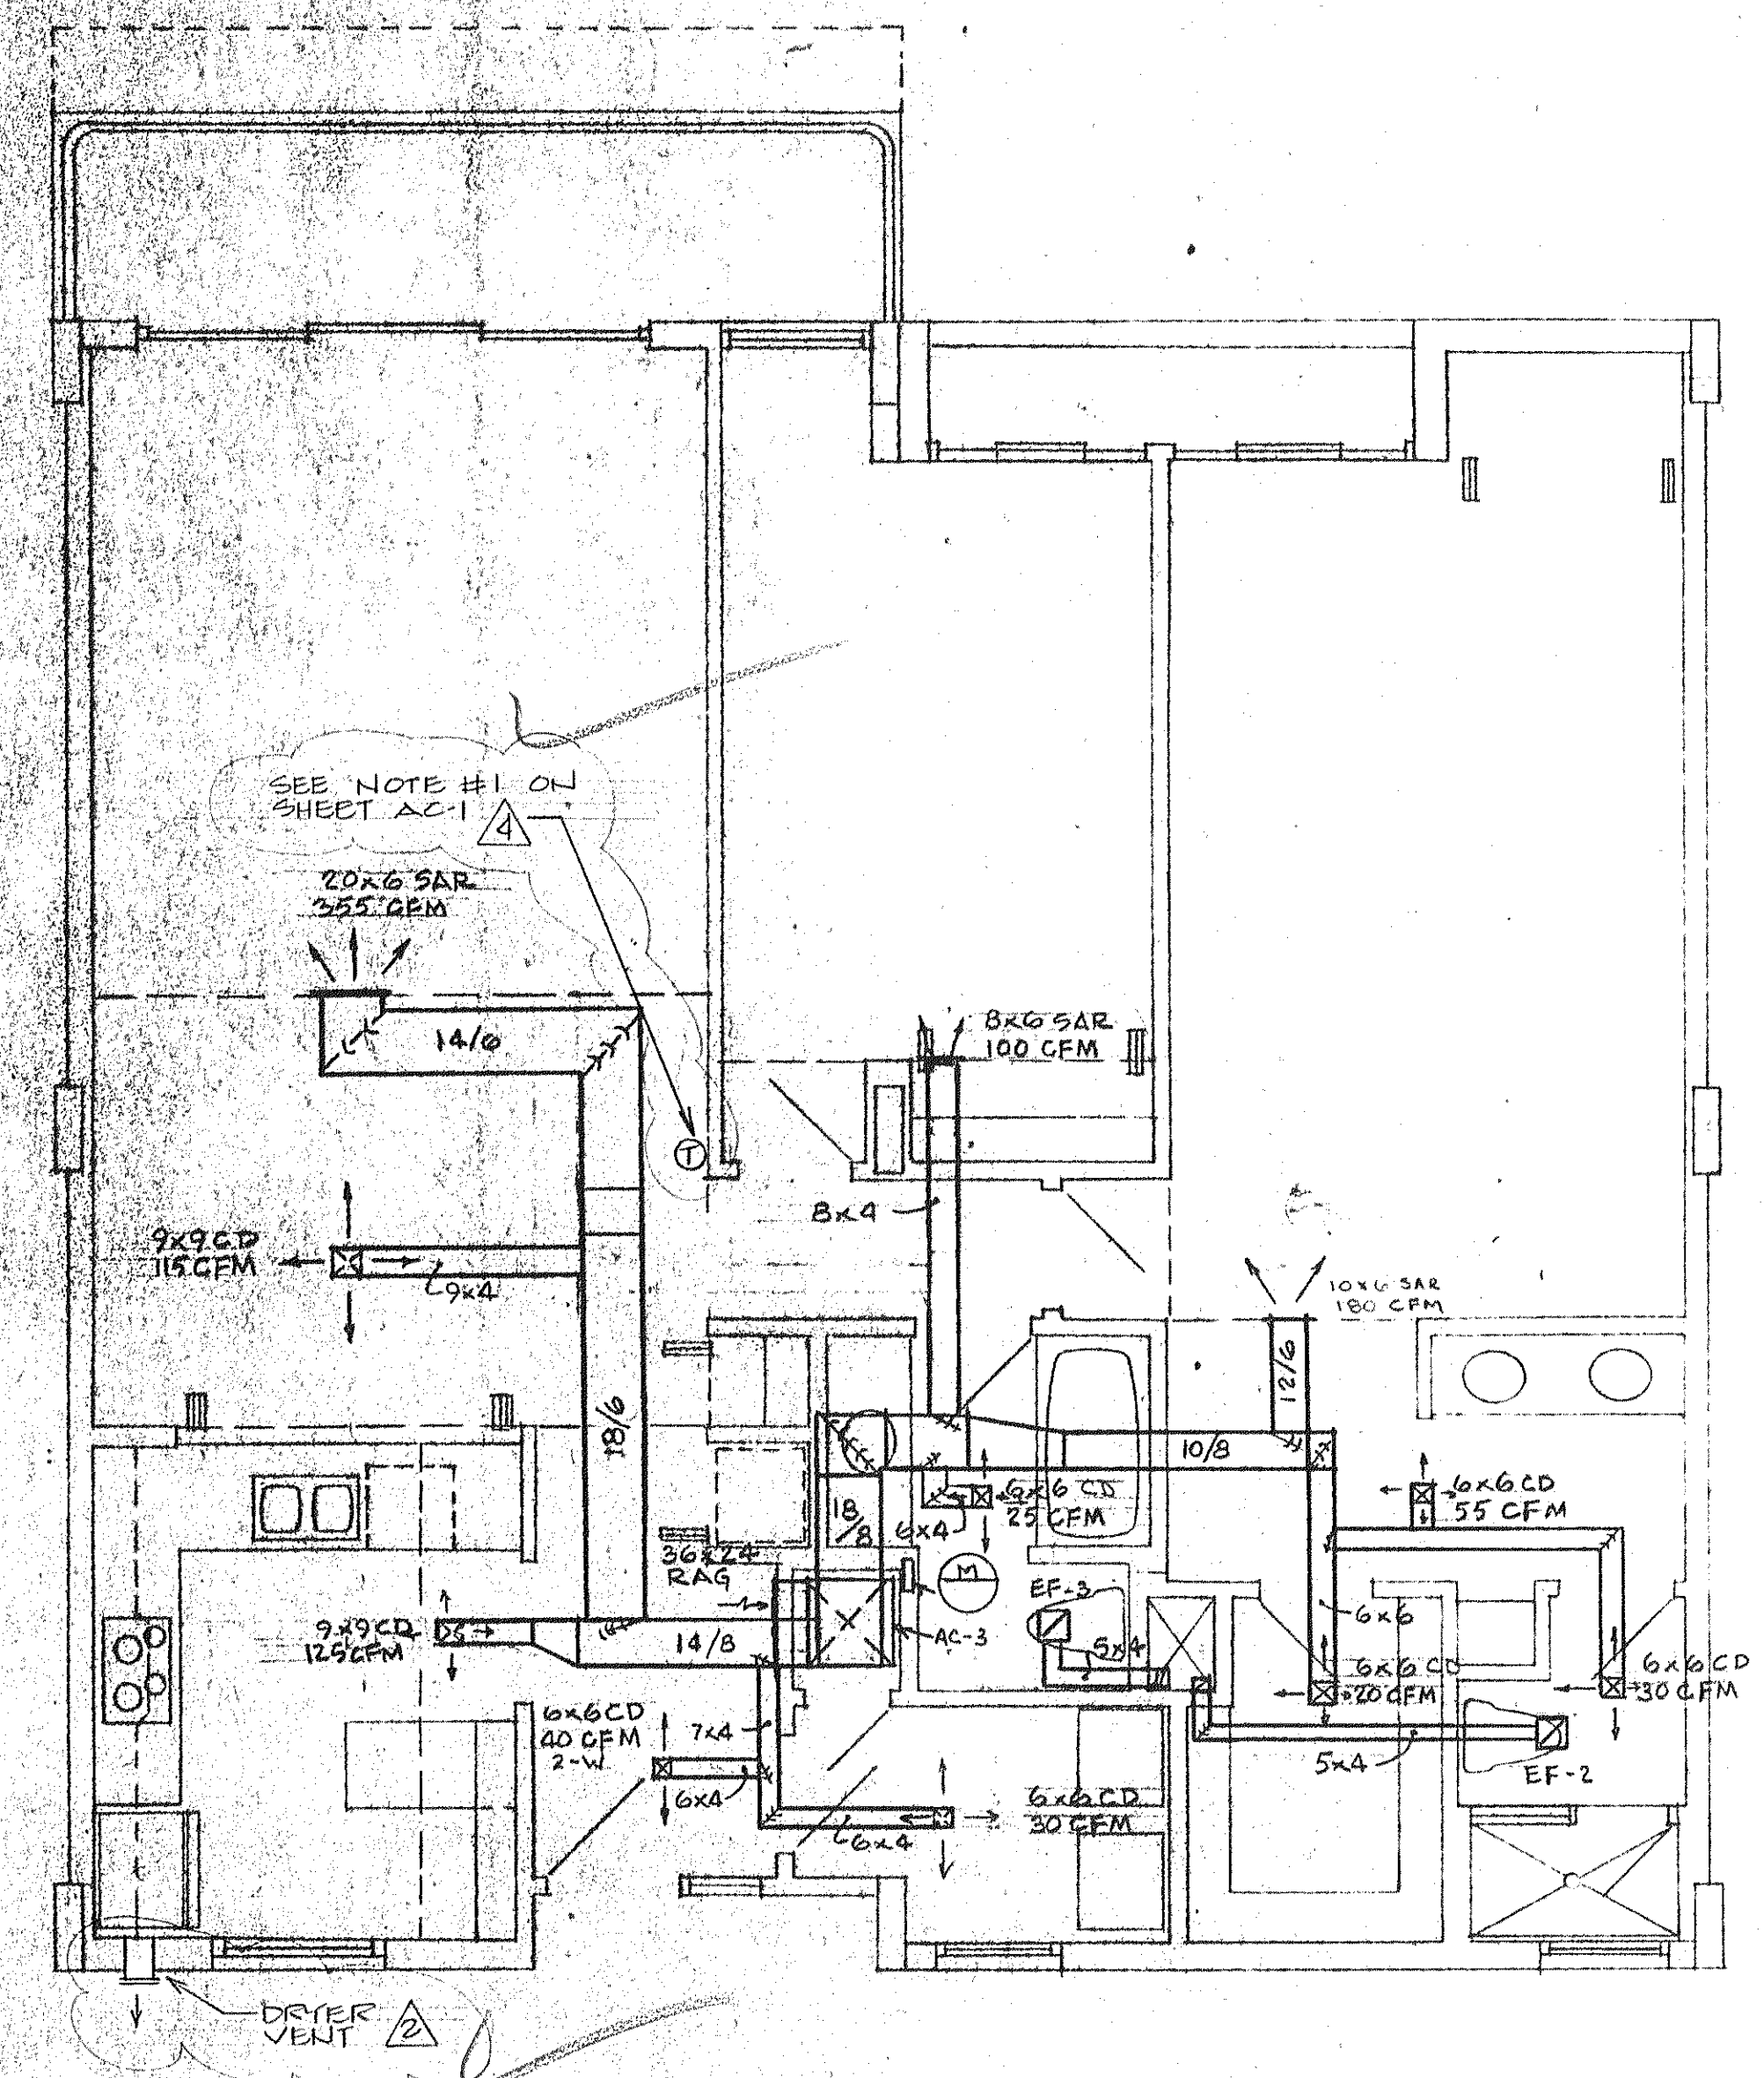 SEE NOTE #1 ON
SHEET AC-1
4
20x6 SAR
355 CFM
14/6
8x6 SAR
100 CFM
T
8x4
9x9 CD
115 CFM
9x4
10x6 SAR
180 CFM
12/6
18/6
10/8
6x6 CD
25 CFM
6x4
18/8
6x6 CD
55 CFM
36x24
RAG
M
EF-3
6x6
9x9 CD
125 CFM
14/8
AC-3
5x4
6x6 CD
20 CFM
6x6 CD
30 CFM
6x6 CD
40 CFM
2-W
7x4
6x4
5x4
EF-2
6x6 CD
30 CFM
6x4
DRYER
VENT
2